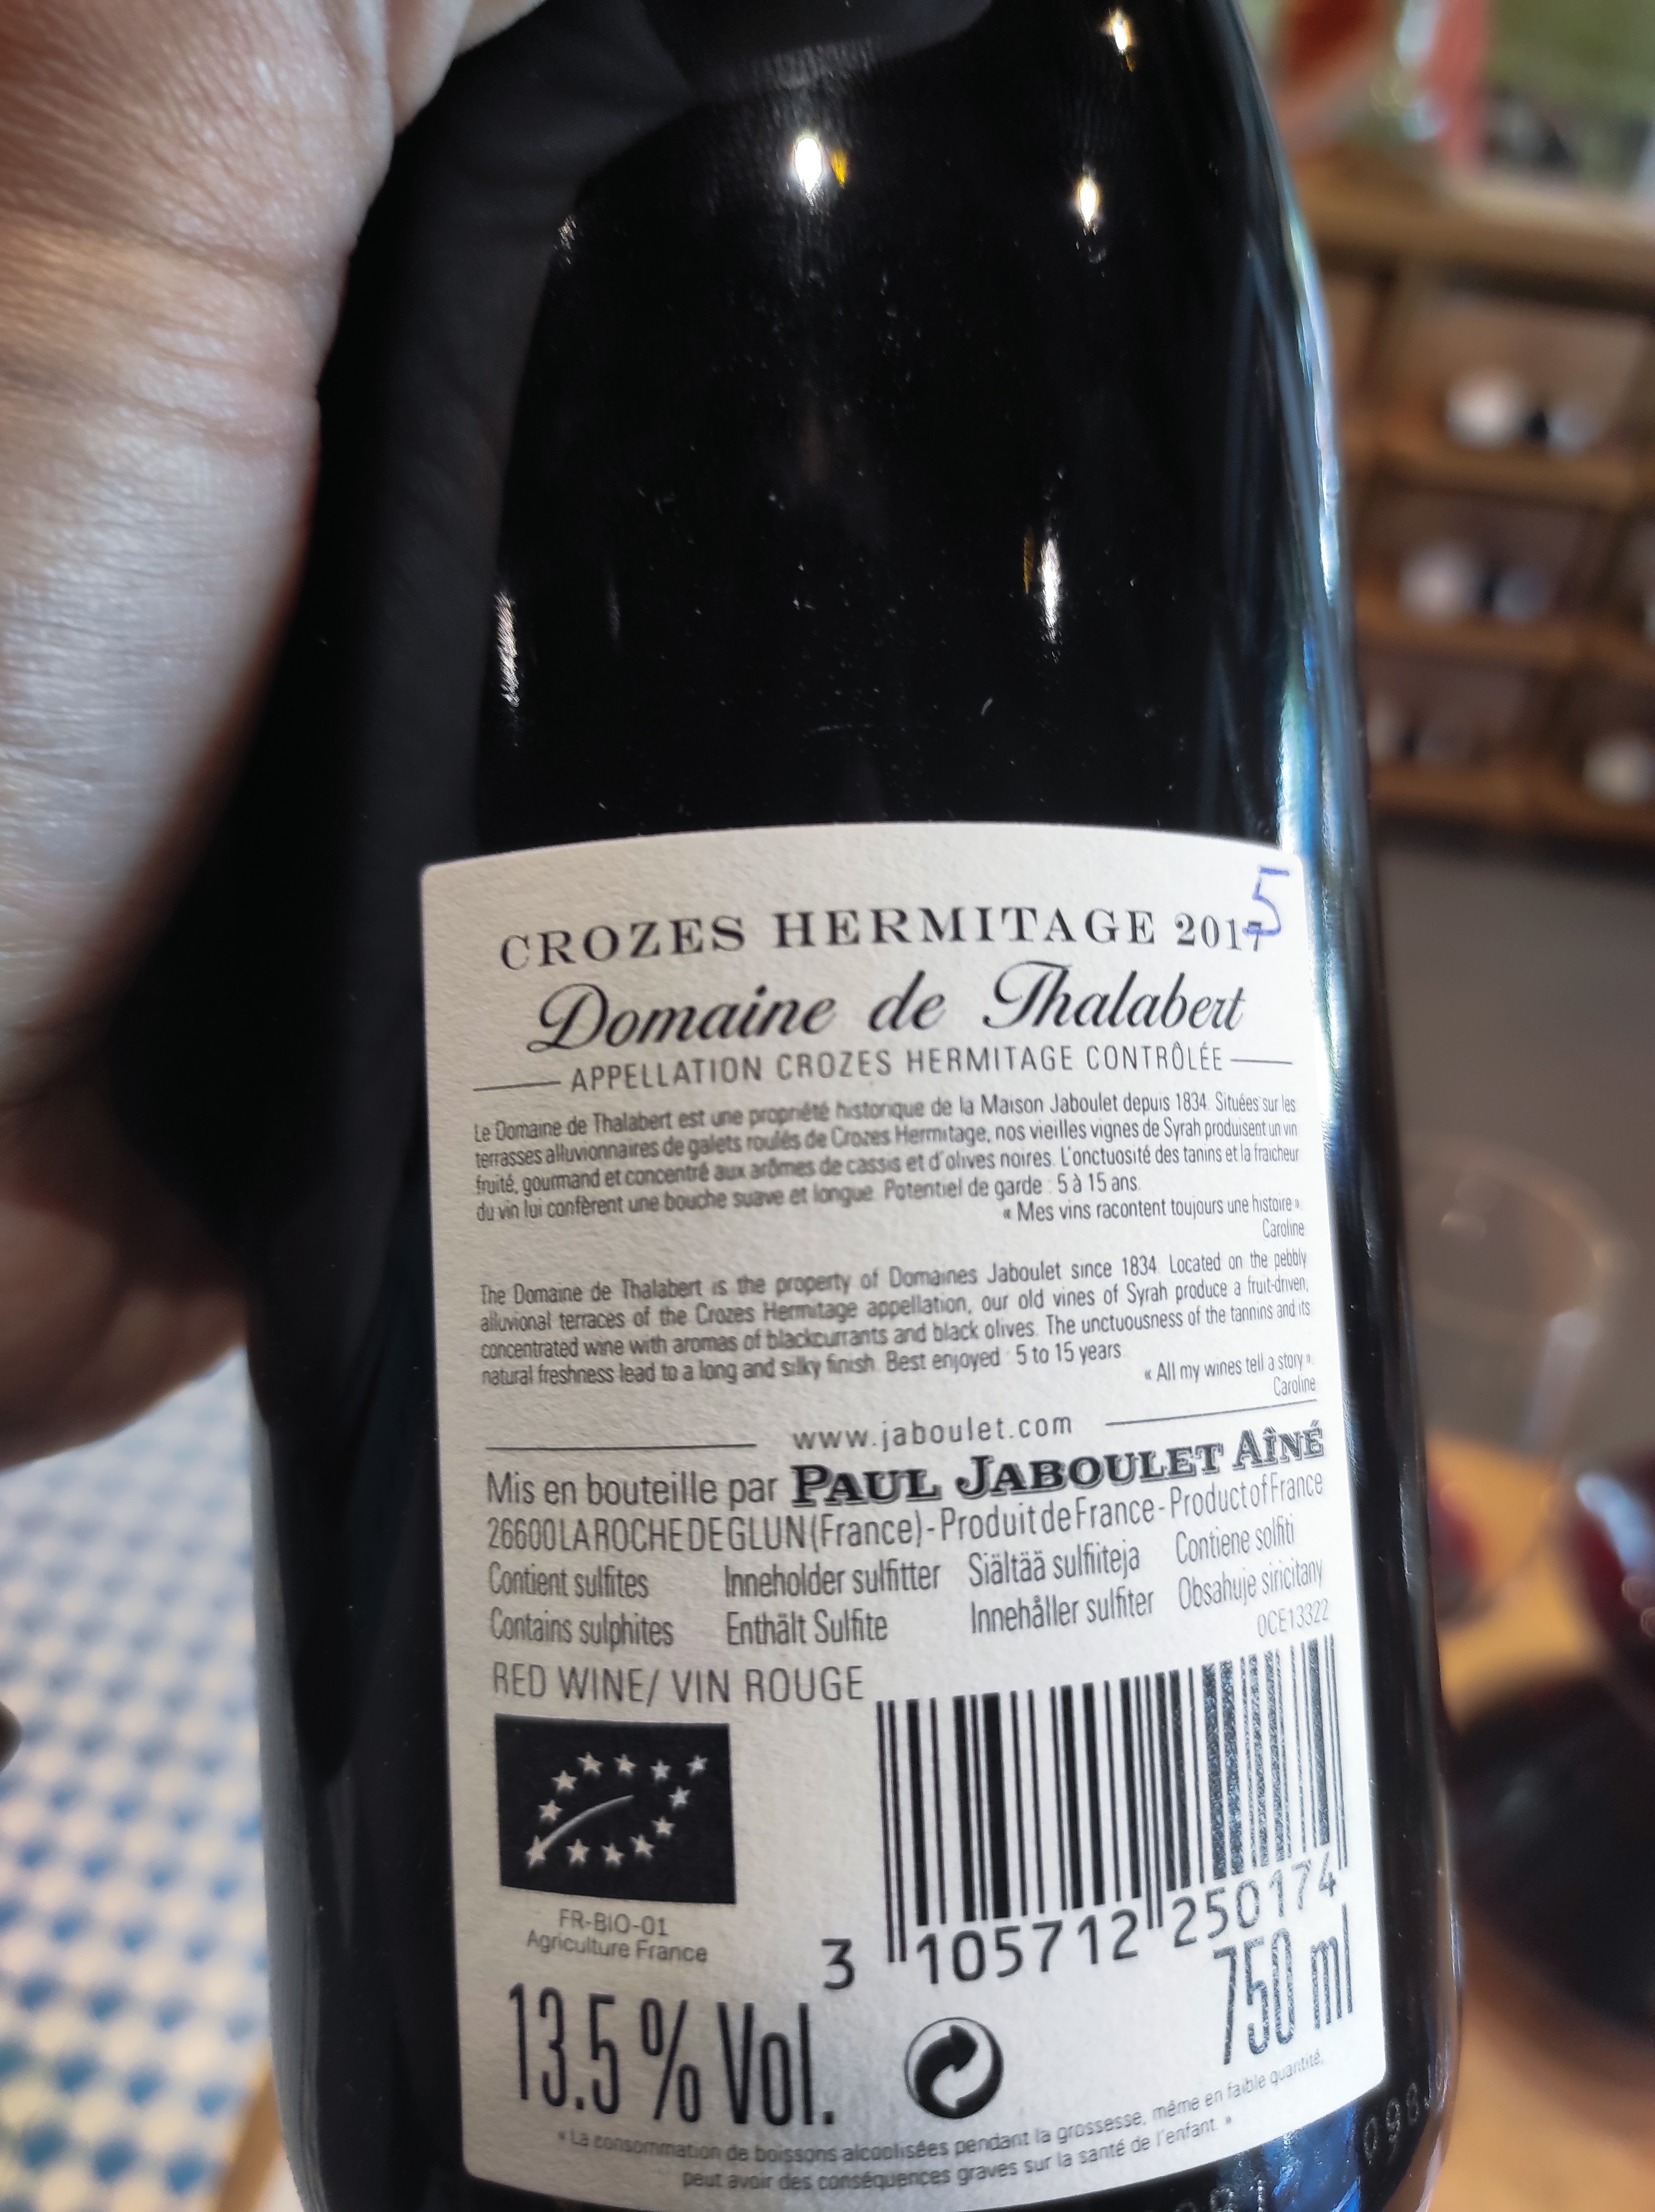 5
CROZES HERMITAGE 2017
Domaine de Thalabert
APPELLATION CROZES HERMITAGE CONTRÔLÉE
Le Domaine de Thalabert est une propriété historique de la Maison Jaboulet depuis 1834. Situées sur les
terrasses alluvionnaires de galets roulés de Crozes Hermitage, nos vieilles vignes de Syrah produisent un vin
fruité, gourmand et concentré aux arômes de cassis et d'olives noires. L'onctuosité des tanins et la fraicheur
du vin lui confèrent une bouche suave et longue. Potentiel de garde : 5 à 15 ans.
« Mes vins racontent toujours une histoire »
Caroline
The Domaine de Thalabert is the property of Domaines Jaboulet since 1834. Located on the pebbly
alluvional terraces of the Crozes Hermitage appellation, our old vines of Syrah produce a fruit-driven,
concentrated wine with aromas of blackcurrants and black olives. The unctuousness of the tannins and its
natural freshness lead to a long and silky finish. Best enjoyed : 5 to 15 years.
« All my wines tell a story ».
Caroline
www.jaboulet.com
Mis en bouteille par PAUL JABOULET AÎNÉ
26600 LA ROCHE DE GLUN (France) - Produit de France - Product of France
Contient sulfites Inneholder sulfitter Siältää sulfiiteja Contiene solfiti
Contains sulphites Enthält Sulfite Innehåller sulfiter Obsahuje siricitany
OCE13322
RED WINE/ VIN ROUGE
FR-BIO-01
Agriculture France
3 105712 250174
13.5 % Vol. 750 ml
« La consommation de boissons alcoolisées pendant la grossesse, même en faible quantité,
peut avoir des conséquences graves sur la santé de l'enfant. »